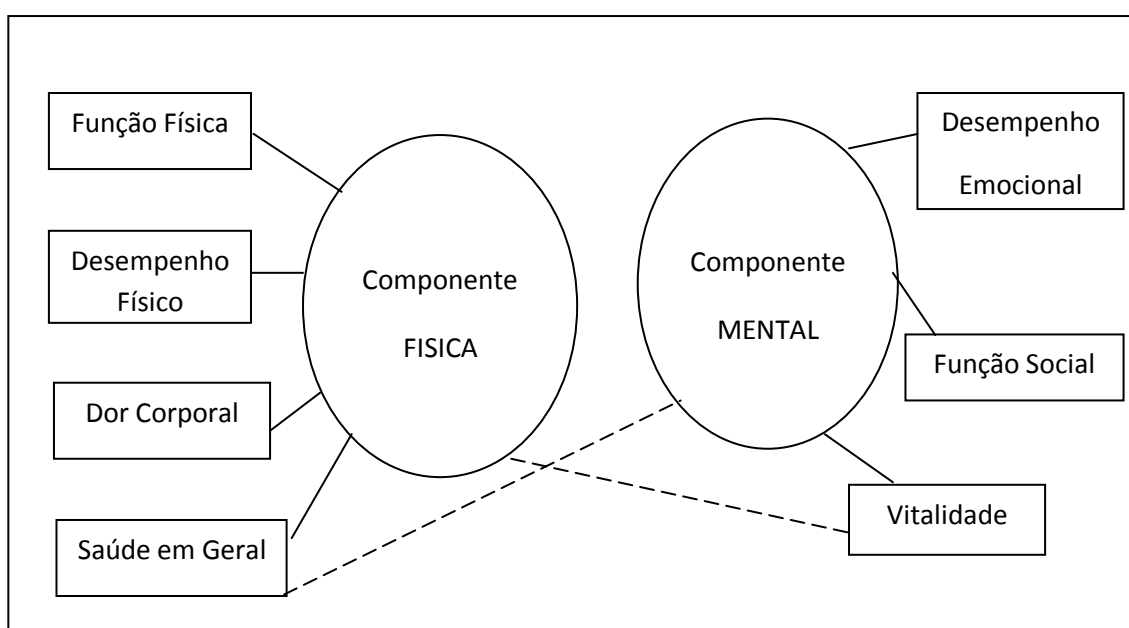 Função Física
Desempenho
Físico
Dor Corporal
Saúde em Geral
Componente
FISICA
Componente
MENTAL
Desempenho
Emocional
Função Social
Vitalidade